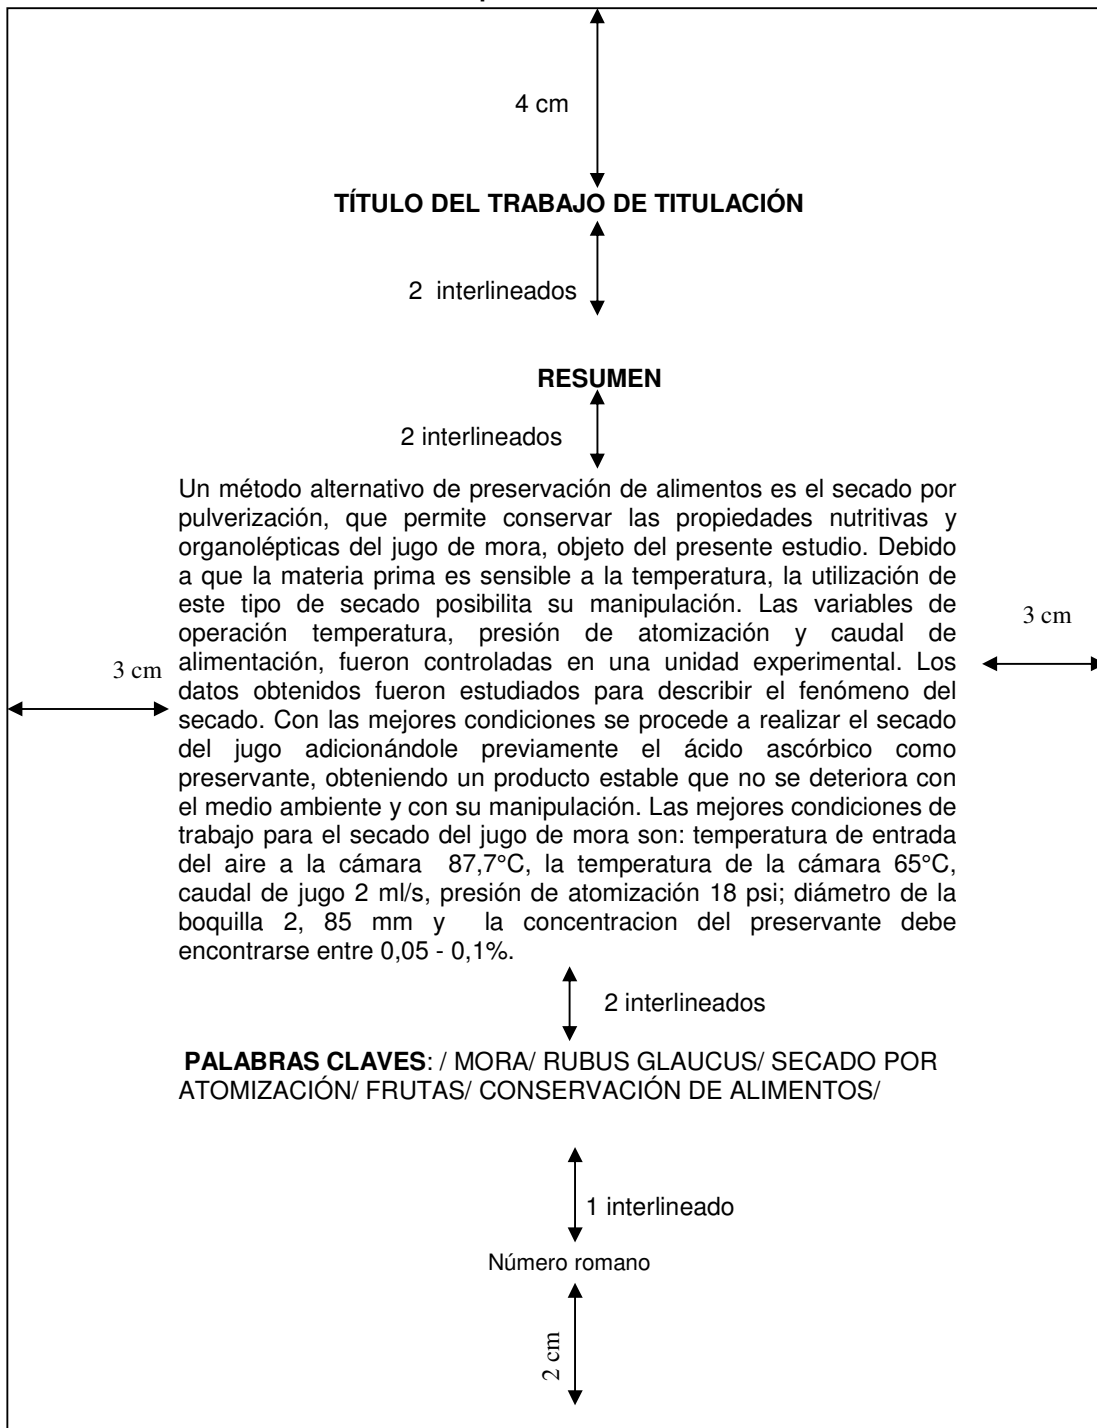 4 cm
TÍTULO DEL TRABAJO DE TITULACIÓN
2 interlineados
RESUMEN
2 interlineados
Un método alternativo de preservación de alimentos es el secado por
pulverización, que permite conservar las propiedades nutritivas y
organolépticas del jugo de mora, objeto del presente estudio. Debido
a que la materia prima es sensible a la temperatura, la utilización de
este tipo de secado posibilita su manipulación. Las variables de
operación temperatura, presión de atomización y caudal de
alimentación, fueron controladas en una unidad experimental. Los
datos obtenidos fueron estudiados para describir el fenómeno del
secado. Con las mejores condiciones se procede a realizar el secado
del jugo adicionándole previamente el ácido ascórbico como
preservante, obteniendo un producto estable que no se deteriora con
el medio ambiente y con su manipulación. Las mejores condiciones de
trabajo para el secado del jugo de mora son: temperatura de entrada
del aire a la cámara 87,7°C, la temperatura de la cámara 65°C,
caudal de jugo 2 ml/s, presión de atomización 18 psi; diámetro de la
boquilla 2, 85 mm y la concentracion del preservante debe
encontrarse entre 0,05 - 0,1%.
3 cm
3 cm
2 interlineados
PALABRAS CLAVES: / MORA/ RUBUS GLAUCUS/ SECADO POR
ATOMIZACIÓN/ FRUTAS/ CONSERVACIÓN DE ALIMENTOS/
1 interlineado
Número romano
2 cm